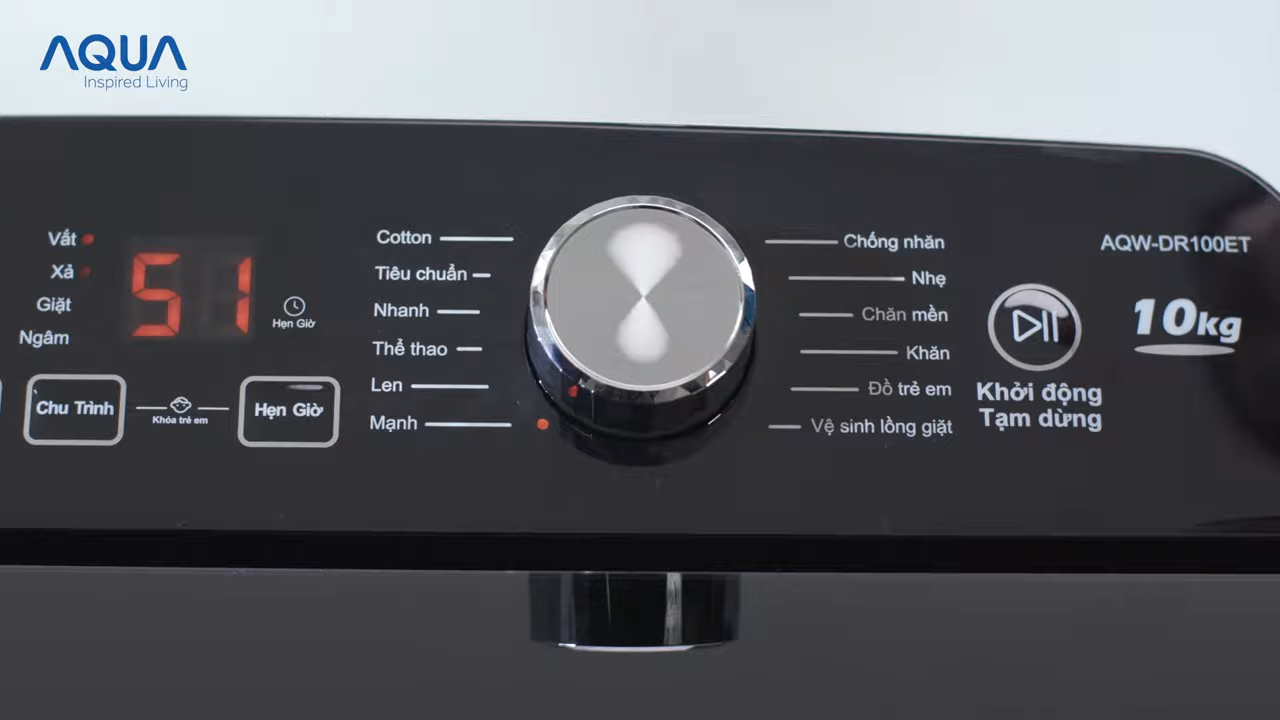 AQUA
Inspired Living
Vắt
Xả
Giặt
Ngâm
51
Hẹn Giờ
Chu Trình
Khóa trẻ em
Hẹn Giờ
Cotton
Tiêu chuẩn
Nhanh
Thể thao
Len
Mạnh
Chống nhăn
Nhẹ
Chăn mền
Khăn
Đồ trẻ em
Vệ sinh lồng giặt
Khởi động
Tạm dừng
AQW-DR100ET
10kg